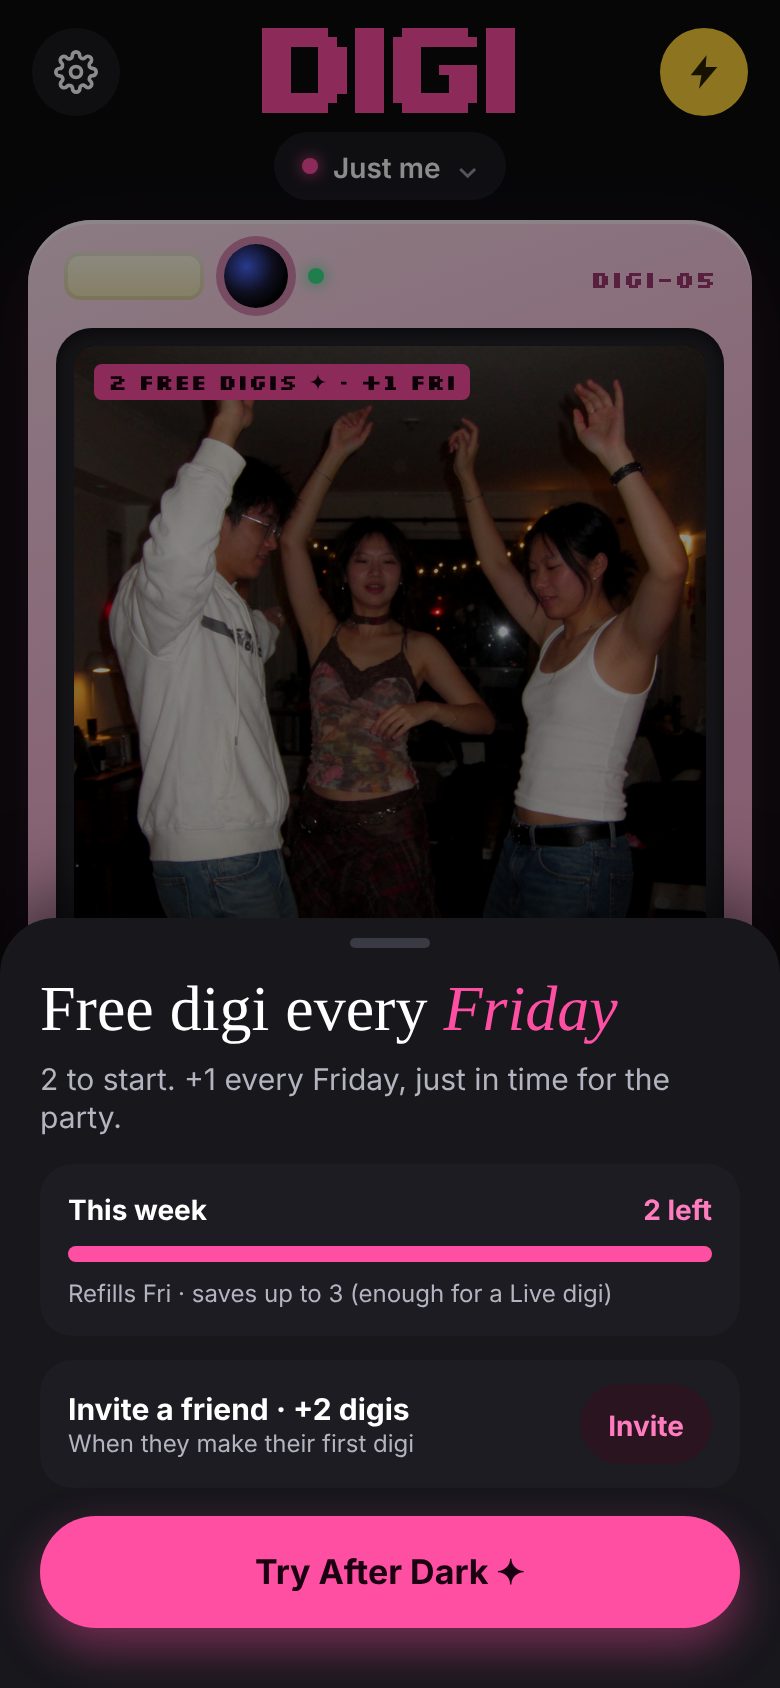 DIGI
Just me
DIGI-05
2 FREE DIGIS ✦ · +1 FRI
Free digi every Friday
2 to start. +1 every Friday, just in time for the
party.
This week
2 left
Refills Fri · saves up to 3 (enough for a Live digi)
Invite a friend · +2 digis
When they make their first digi
Invite
Try After Dark ✦